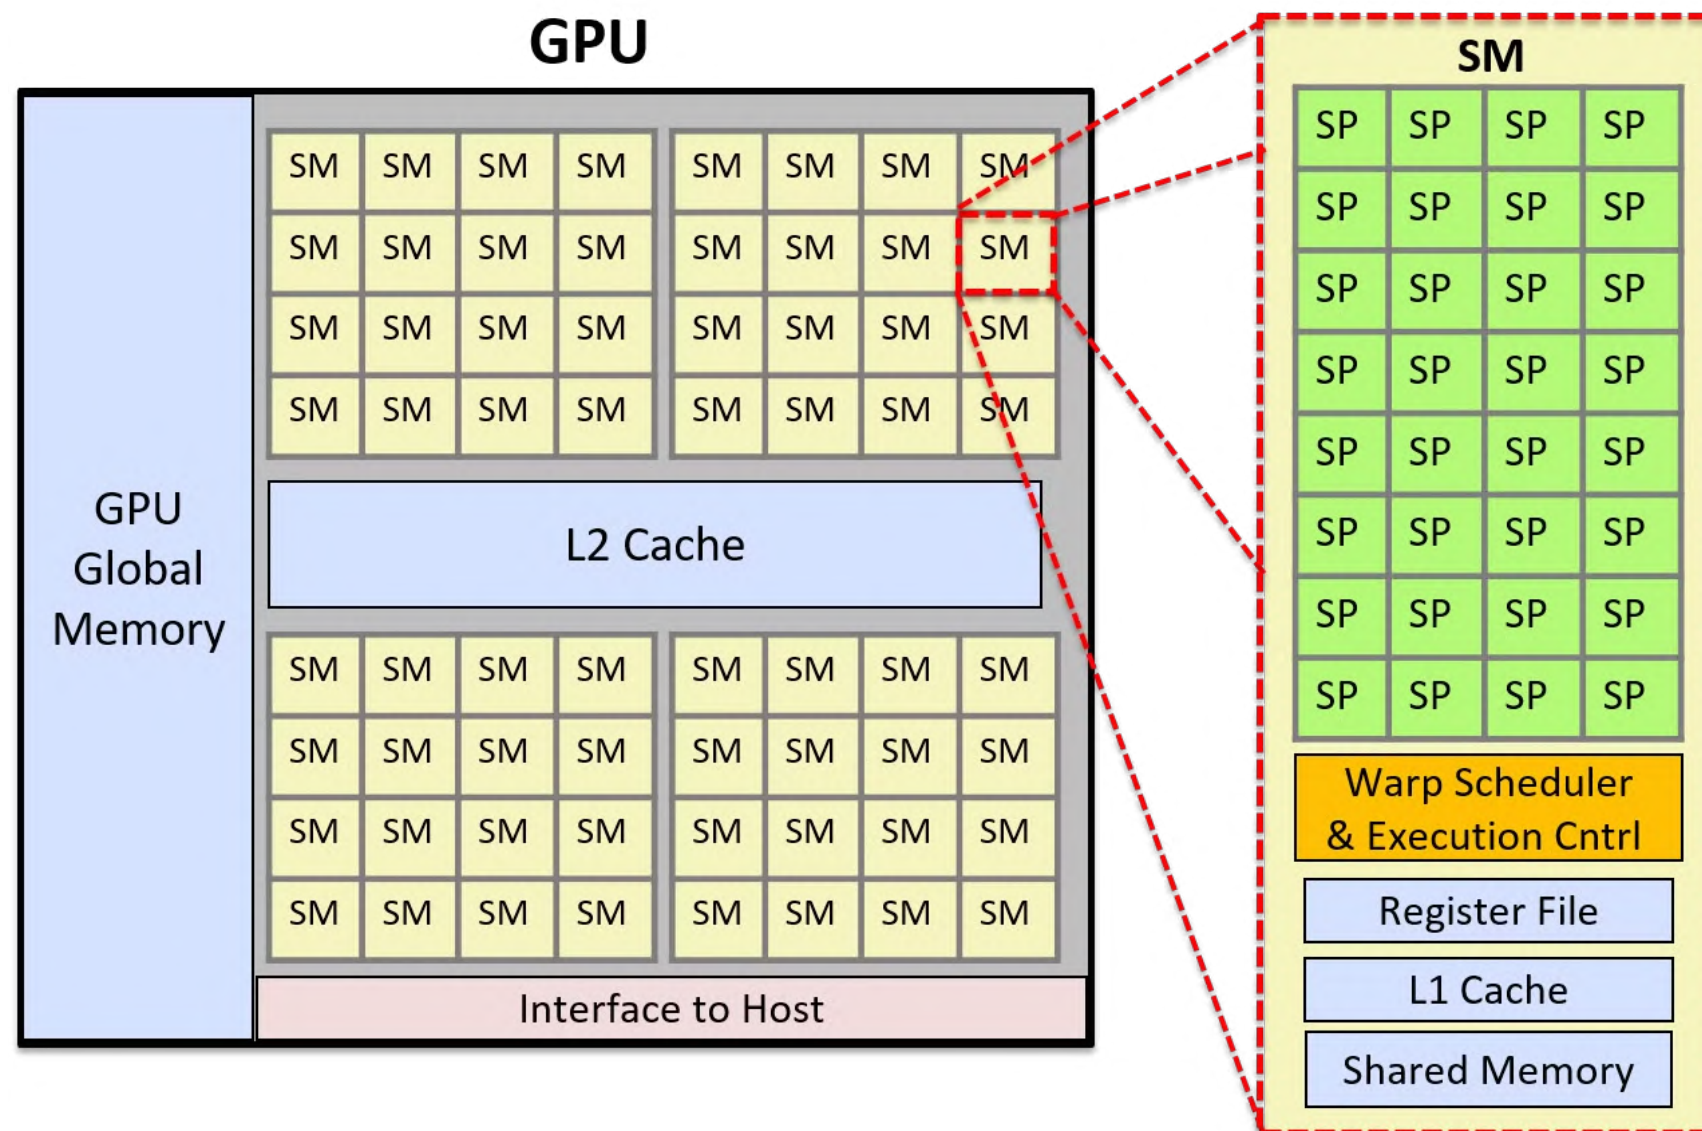 GPU
GPU
Global
Memory
SM SM SM SM SM SM SM SM
SM SM SM SM SM SM SM SM
SM SM SM SM SM SM SM SM
SM SM SM SM SM SM SM SM
L2 Cache
SM SM SM SM SM SM SM SM
SM SM SM SM SM SM SM SM
SM SM SM SM SM SM SM SM
SM SM SM SM SM SM SM SM
Interface to Host
SM
SP SP SP SP
SP SP SP SP
SP SP SP SP
SP SP SP SP
SP SP SP SP
SP SP SP SP
SP SP SP SP
SP SP SP SP
Warp Scheduler
& Execution Cntrl
Register File
L1 Cache
Shared Memory